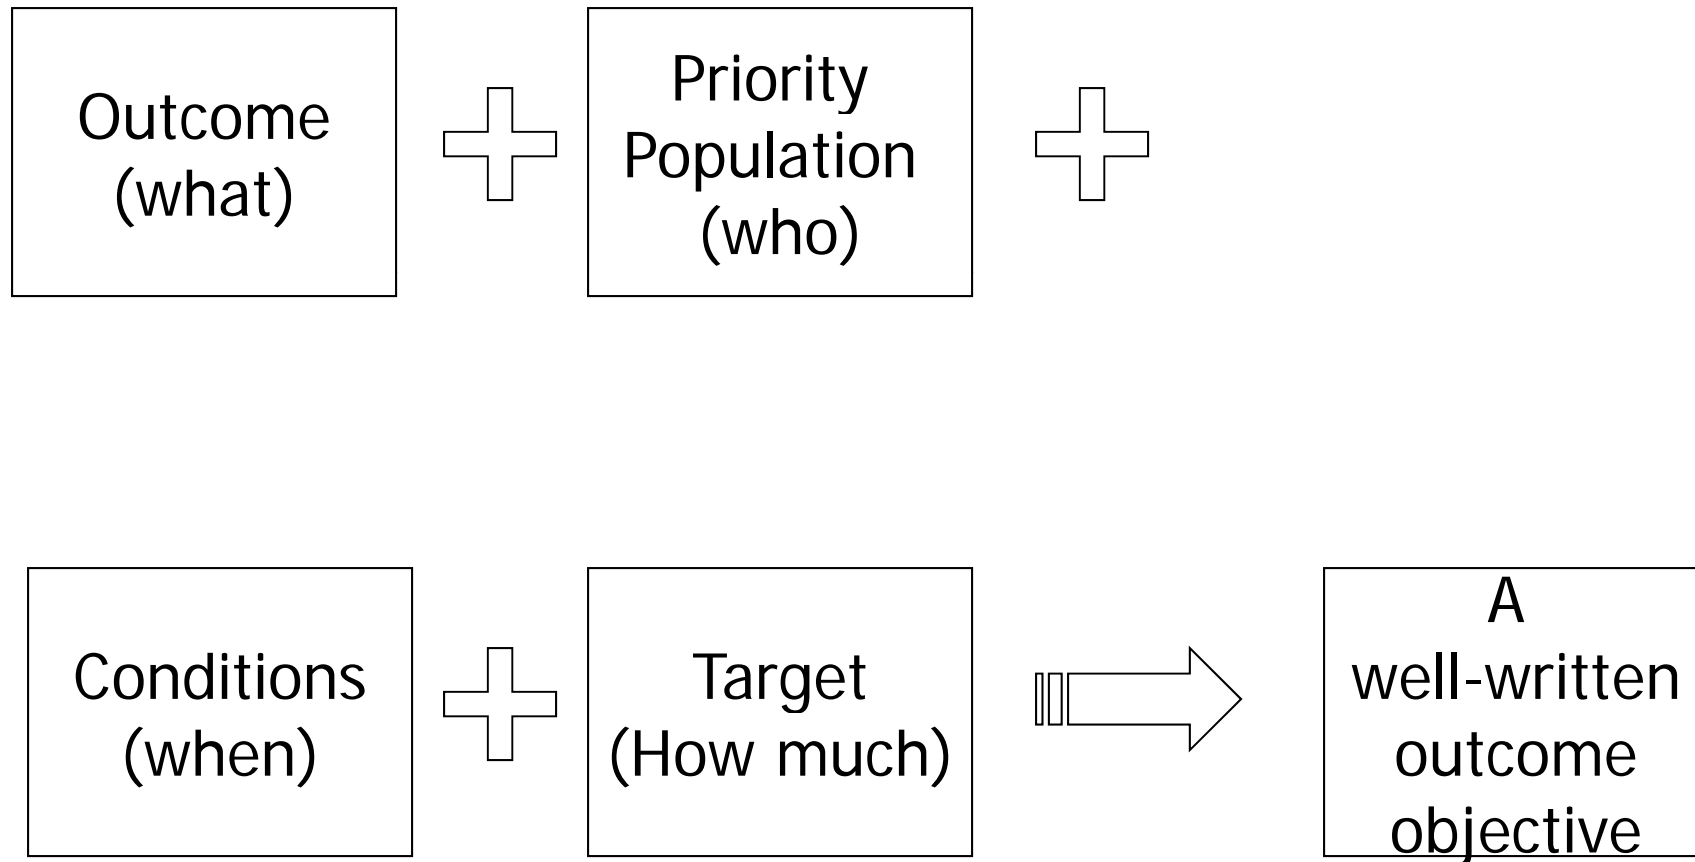 Outcome
(what)
Priority
Population
(who)
Conditions
(when)
Target
(How much)
A
well-written
outcome
objective